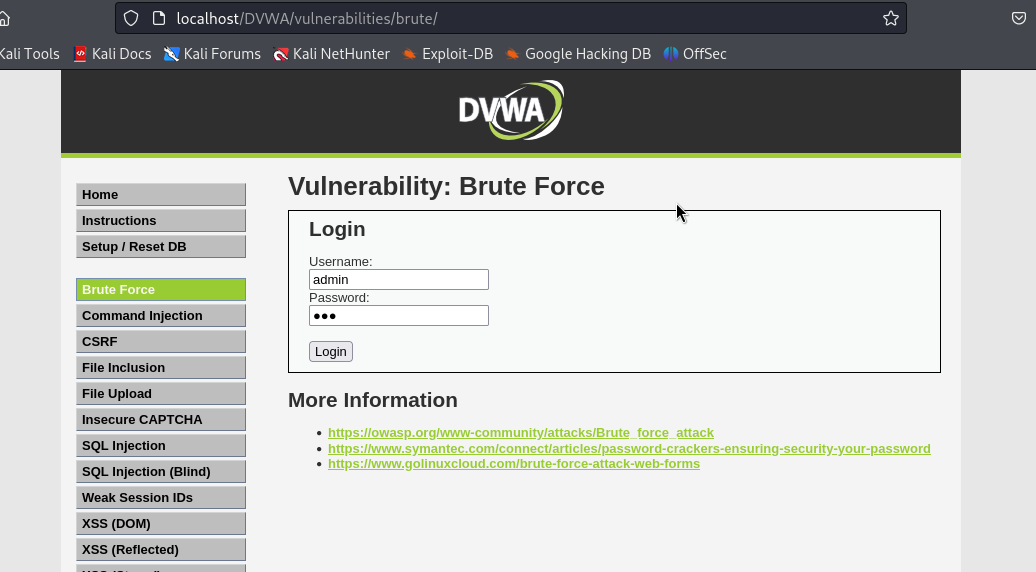 localhost/DVWA/vulnerabilities/brute/
Kali Tools Kali Docs Kali Forums Kali NetHunter Exploit-DB Google Hacking DB OffSec
DVWA
Home
Instructions
Setup / Reset DB
Brute Force
Command Injection
CSRF
File Inclusion
File Upload
Insecure CAPTCHA
SQL Injection
SQL Injection (Blind)
Weak Session IDs
XSS (DOM)
XSS (Reflected)
Vulnerability: Brute Force
Login
Username:
admin
Password:
●●●
Login
More Information
https://owasp.org/www-community/attacks/Brute_force_attack
https://www.symantec.com/connect/articles/password-crackers-ensuring-security-your-password
https://www.golinuxcloud.com/brute-force-attack-web-forms